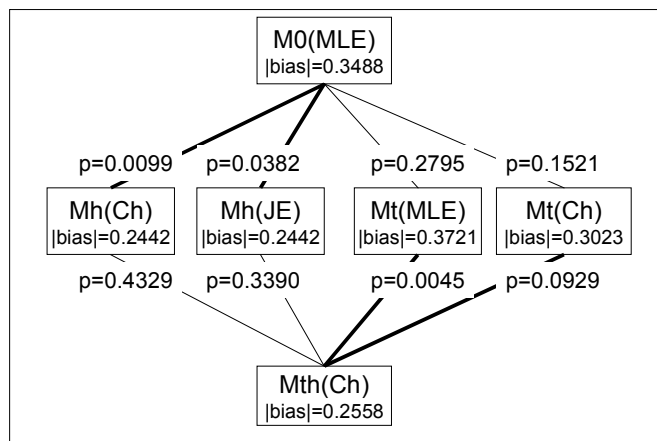 M0(MLE)
|bias|=0.3488
p=0.0099 p=0.0382 p=0.2795 p=0.1521
Mh(Ch) Mh(JE) Mt(MLE) Mt(Ch)
|bias|=0.2442 |bias|=0.2442 |bias|=0.3721 |bias|=0.3023
p=0.4329 p=0.3390 p=0.0045 p=0.0929
Mth(Ch)
|bias|=0.2558